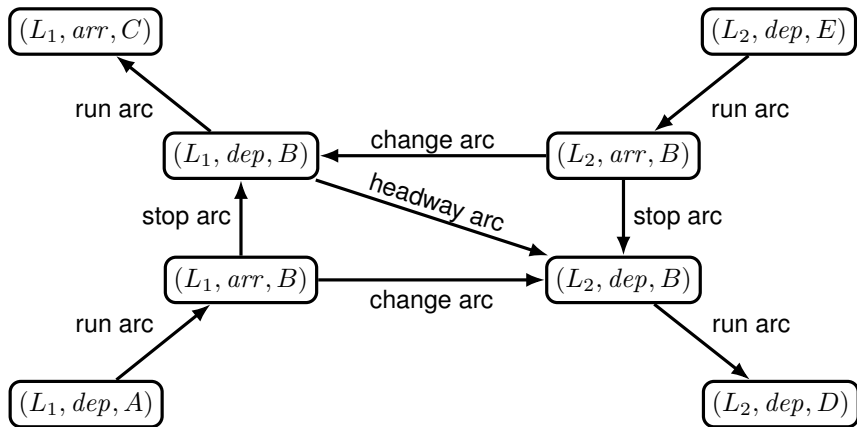 (L₁, arr, C)
(L₂, dep, E)
run arc
run arc
(L₁, dep, B)
change arc
(L₂, arr, B)
headway arc
stop arc
stop arc
(L₁, arr, B)
change arc
(L₂, dep, B)
run arc
run arc
(L₁, dep, A)
(L₂, dep, D)